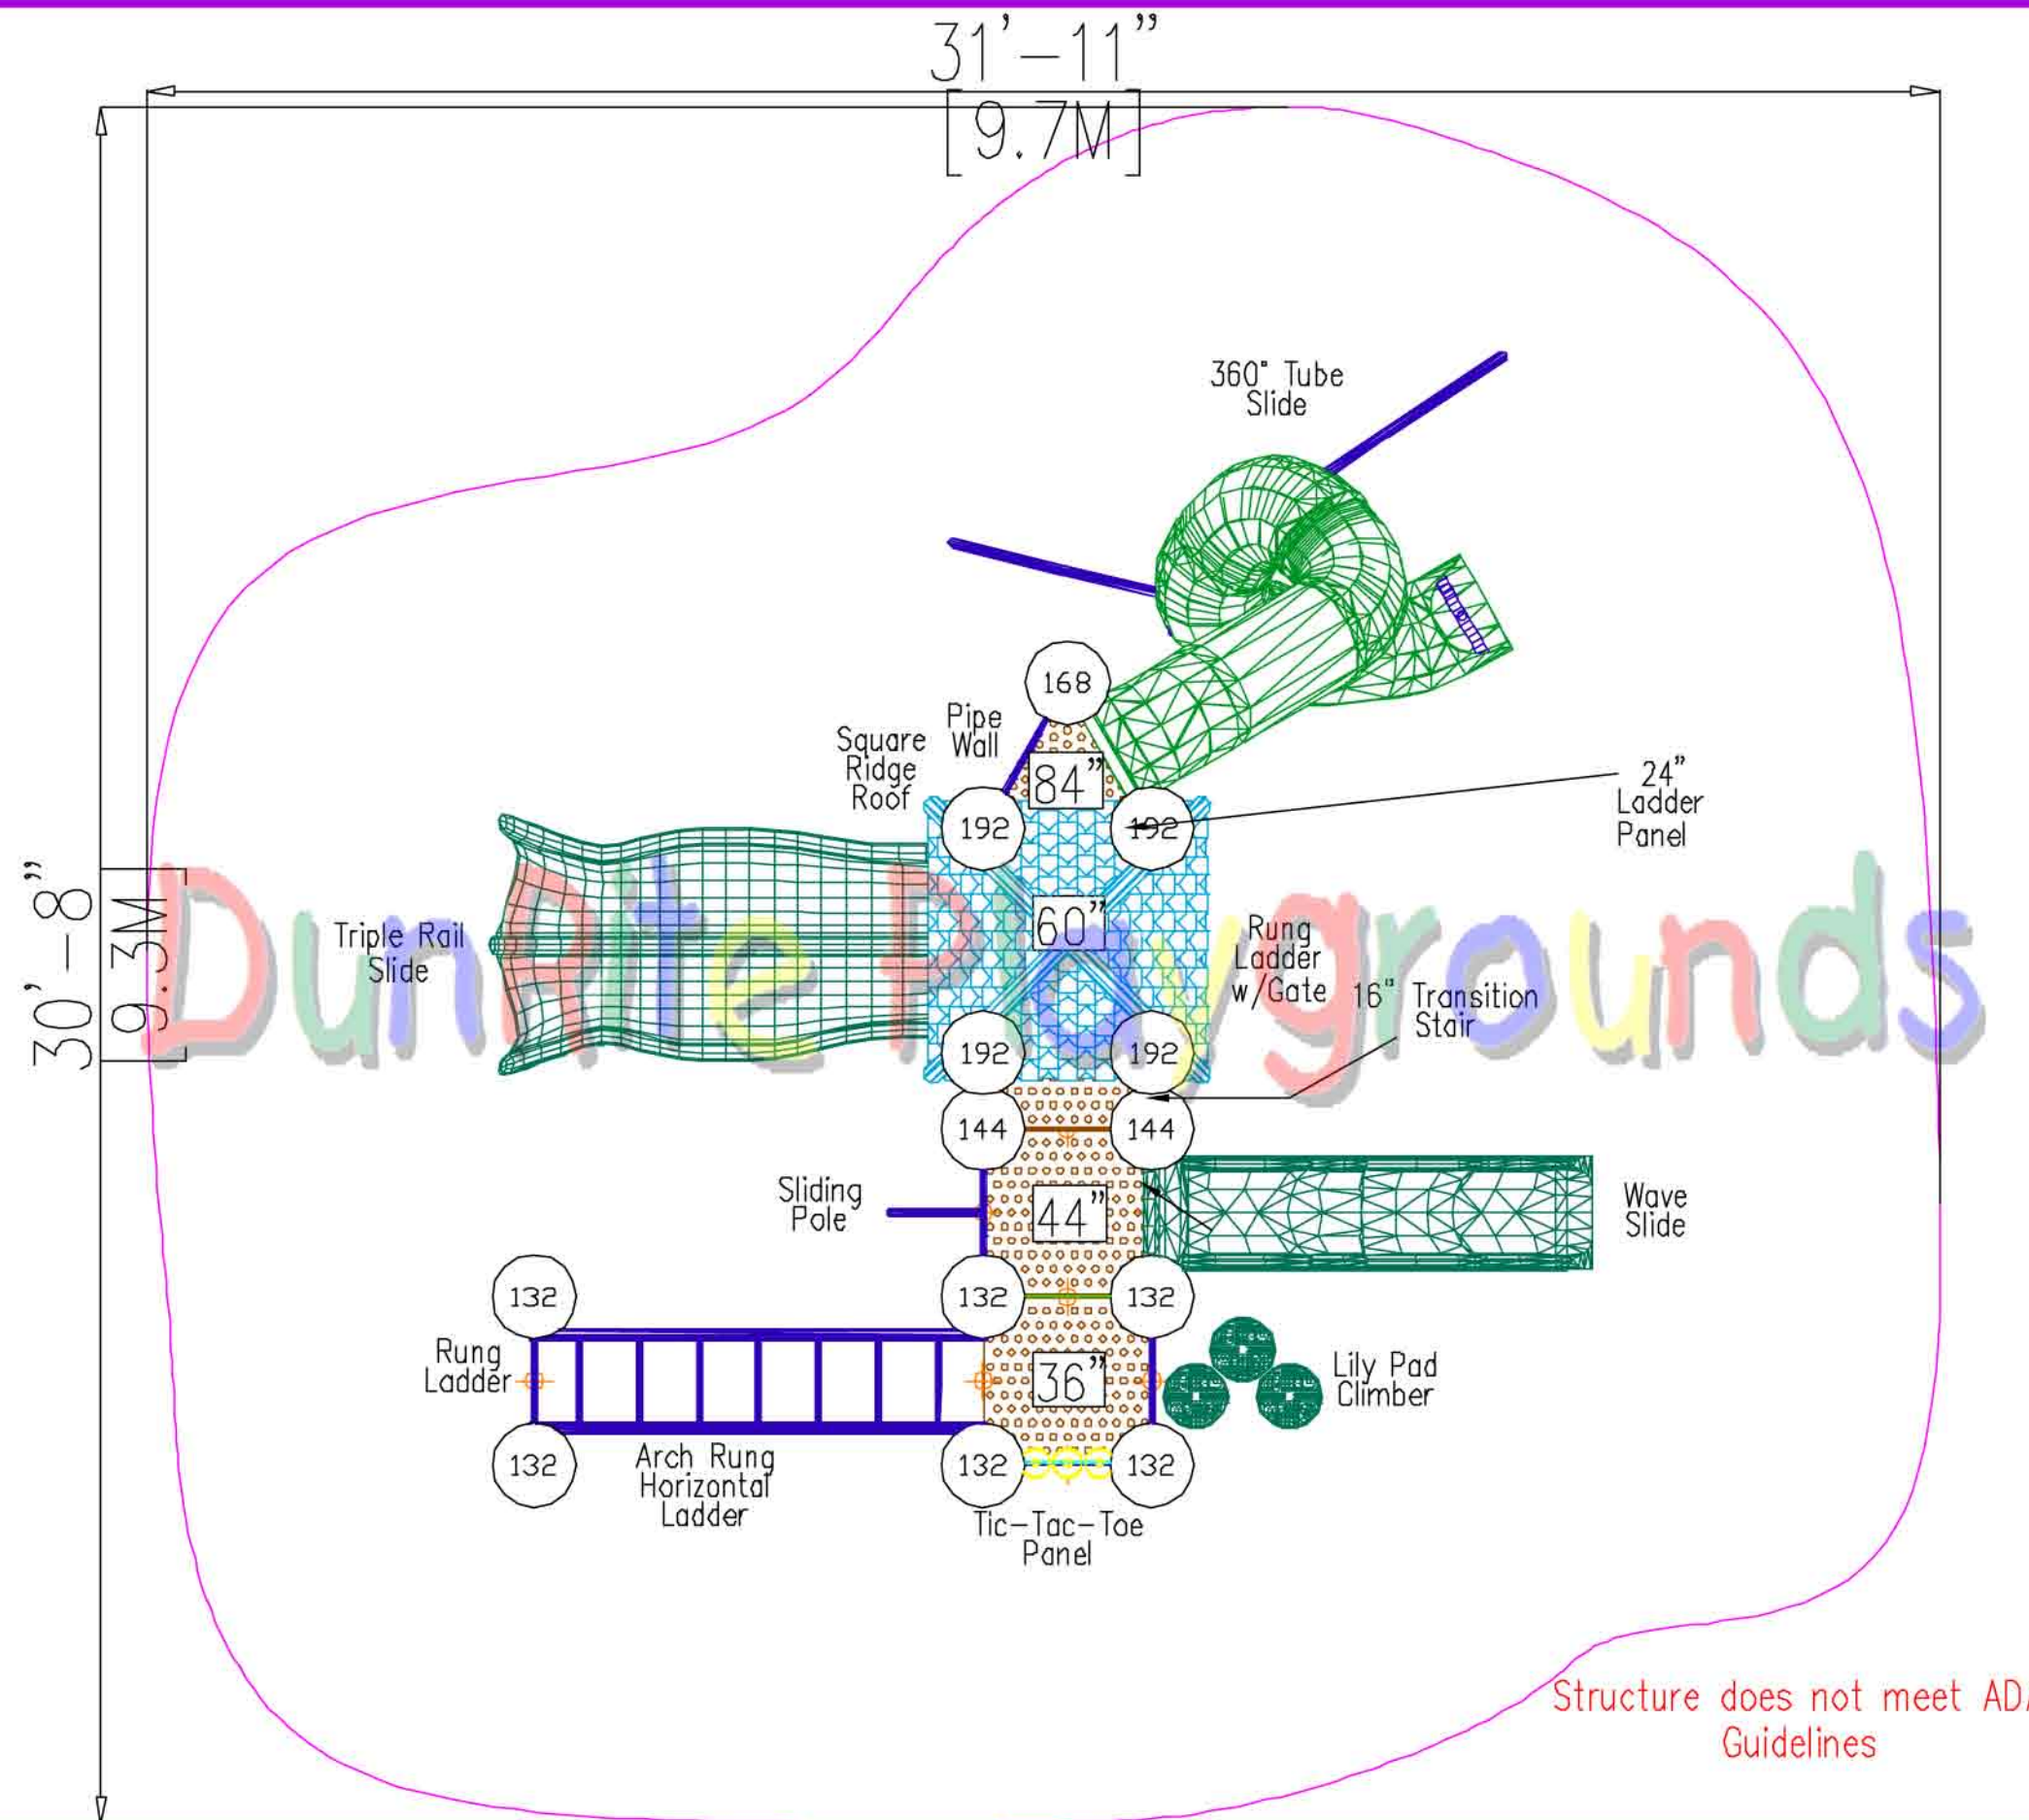 31'-11"
[9.7M]
360° Tube
Slide
168
Pipe
Wall
Square
Ridge
Roof
84"
24"
Ladder
Panel
192
192
30'-8"
9.3M
DunRite Playgrounds
Triple Rail
Slide
60"
Rung
Ladder
w/Gate
16" Transition
Stair
192
192
144
144
Sliding
Pole
44"
Wave
Slide
132
132
132
Rung
Ladder
36"
Lily Pad
Climber
132
132
132
Arch Rung
Horizontal
Ladder
Tic-Tac-Toe
Panel
Structure does not meet
Guidelines